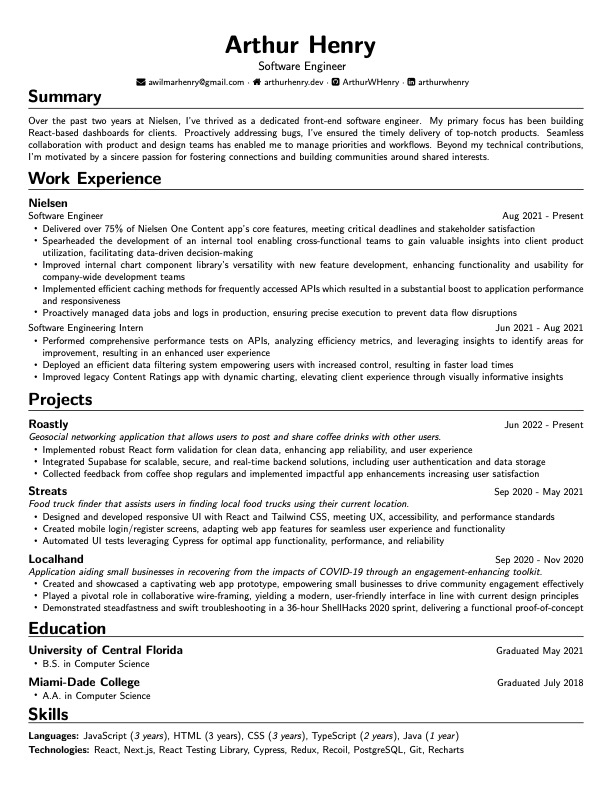 Arthur Henry
Software Engineer
awilmarhenry@gmail.com · arthurhenry.dev · ArthurWHenry · arthurwhenry
Summary
Over the past two years at Nielsen, I've thrived as a dedicated front-end software engineer. My primary focus has been building
React-based dashboards for clients. Proactively addressing bugs, I've ensured the timely delivery of top-notch products. Seamless
collaboration with product and design teams has enabled me to manage priorities and workflows. Beyond my technical contributions,
I'm motivated by a sincere passion for fostering connections and building communities around shared interests.
Work Experience
Nielsen
Software Engineer Aug 2021 - Present
• Delivered over 75% of Nielsen One Content app's core features, meeting critical deadlines and stakeholder satisfaction
• Spearheaded the development of an internal tool enabling cross-functional teams to gain valuable insights into client product
utilization, facilitating data-driven decision-making
• Improved internal chart component library's versatility with new feature development, enhancing functionality and usability for
company-wide development teams
• Implemented efficient caching methods for frequently accessed APIs which resulted in a substantial boost to application performance
and responsiveness
• Proactively managed data jobs and logs in production, ensuring precise execution to prevent data flow disruptions
Software Engineering Intern Jun 2021 - Aug 2021
• Performed comprehensive performance tests on APIs, analyzing efficiency metrics, and leveraging insights to identify areas for
improvement, resulting in an enhanced user experience
• Deployed an efficient data filtering system empowering users with increased control, resulting in faster load times
• Improved legacy Content Ratings app with dynamic charting, elevating client experience through visually informative insights
Projects
Roastly Jun 2022 - Present
Geosocial networking application that allows users to post and share coffee drinks with other users.
• Implemented robust React form validation for clean data, enhancing app reliability, and user experience
• Integrated Supabase for scalable, secure, and real-time backend solutions, including user authentication and data storage
• Collected feedback from coffee shop regulars and implemented impactful app enhancements increasing user satisfaction
Streats Sep 2020 - May 2021
Food truck finder that assists users in finding local food trucks using their current location.
• Designed and developed responsive UI with React and Tailwind CSS, meeting UX, accessibility, and performance standards
• Created mobile login/register screens, adapting web app features for seamless user experience and functionality
• Automated UI tests leveraging Cypress for optimal app functionality, performance, and reliability
Localhand Sep 2020 - Nov 2020
Application aiding small businesses in recovering from the impacts of COVID-19 through an engagement-enhancing toolkit.
• Created and showcased a captivating web app prototype, empowering small businesses to drive community engagement effectively
• Played a pivotal role in collaborative wire-framing, yielding a modern, user-friendly interface in line with current design principles
• Demonstrated steadfastness and swift troubleshooting in a 36-hour ShellHacks 2020 sprint, delivering a functional proof-of-concept
Education
University of Central Florida Graduated May 2021
• B.S. in Computer Science
Miami-Dade College Graduated July 2018
• A.A. in Computer Science
Skills
Languages: JavaScript (3 years), HTML (3 years), CSS (3 years), TypeScript (2 years), Java (1 year)
Technologies: React, Next.js, React Testing Library, Cypress, Redux, Recoil, PostgreSQL, Git, Recharts